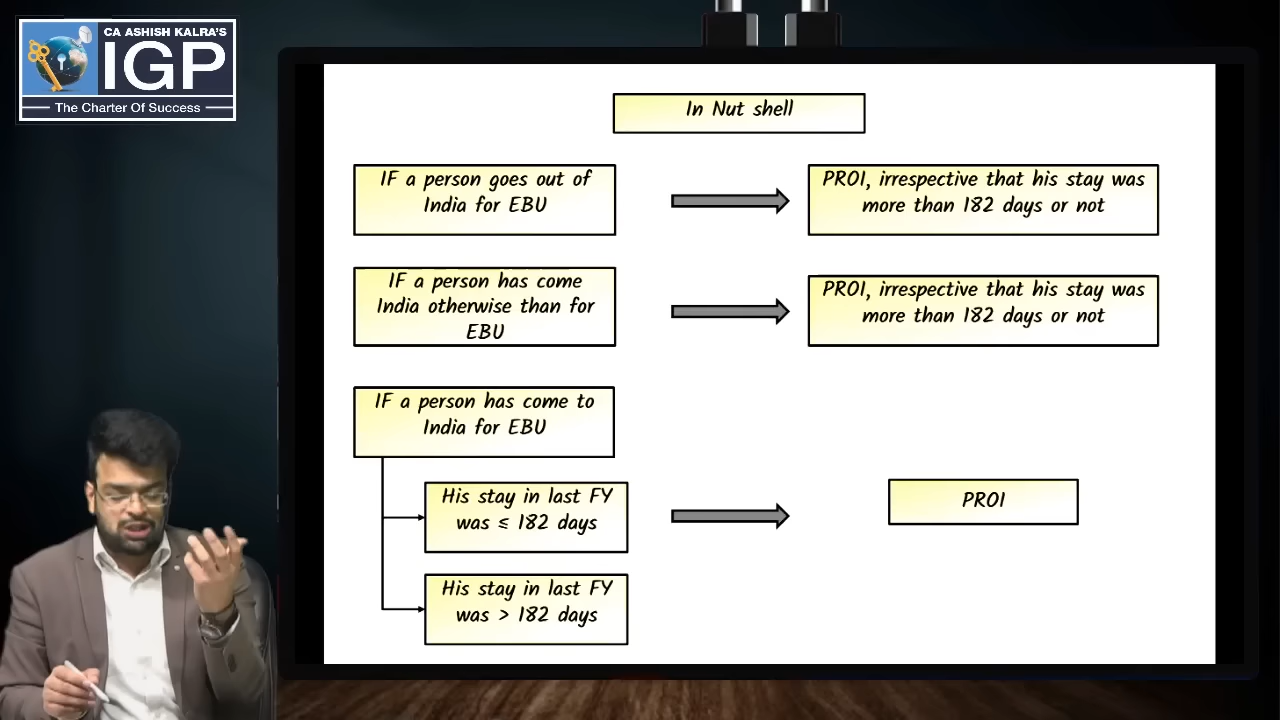 CA ASHISH KALRA'S
IGP
The Charter Of Success
In Nut shell
IF a person goes out of
India for EBU
PROI, irrespective that his stay was
more than 182 days or not
IF a person has come
India otherwise than for
EBU
PROI, irrespective that his stay was
more than 182 days or not
IF a person has come to
India for EBU
His stay in last FY
was ≤ 182 days
PROI
His stay in last FY
was > 182 days